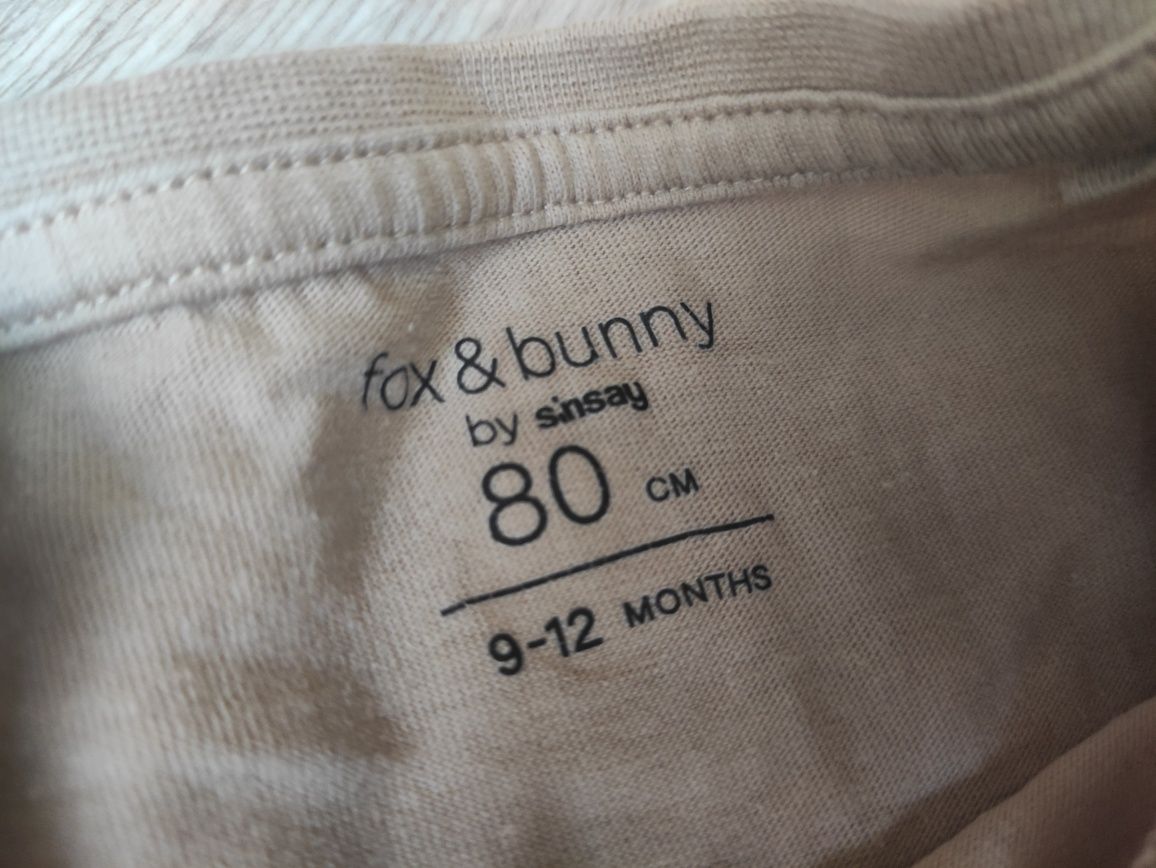 fox & bunny
by sinsay
80 CM
9-12 MONTHS